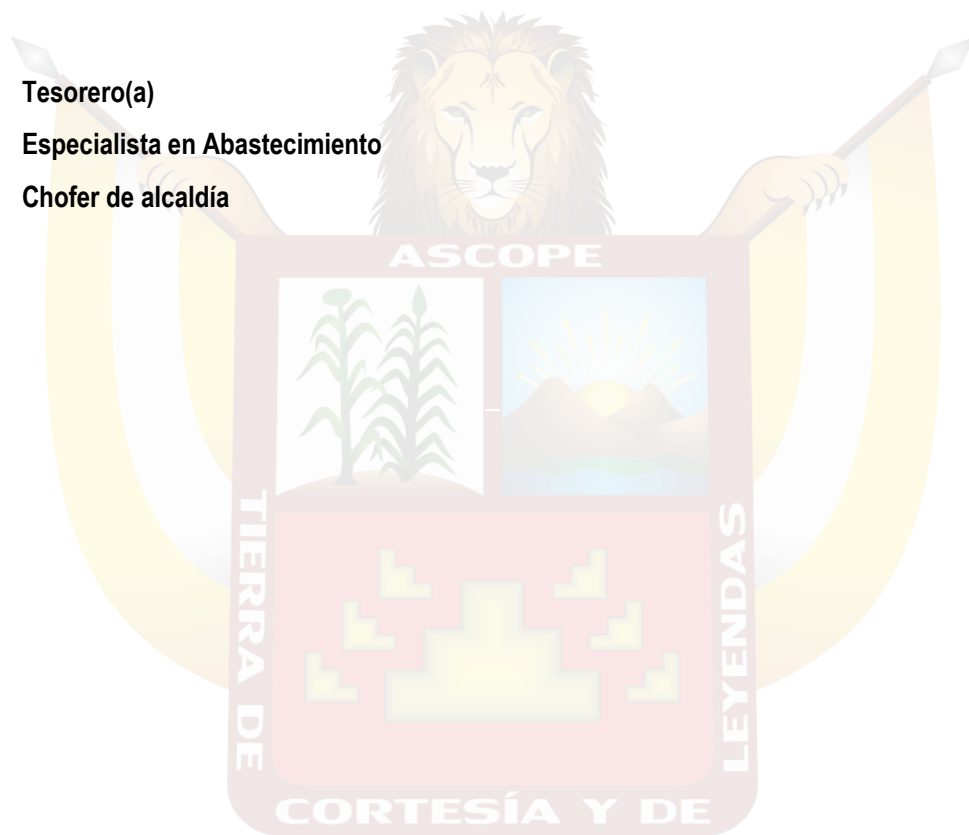 Tesorero(a)
Especialista en Abastecimiento
Chofer de alcaldía
ASCOPE
TIERRA DE
LEYENDAS
CORTESÍA Y DE